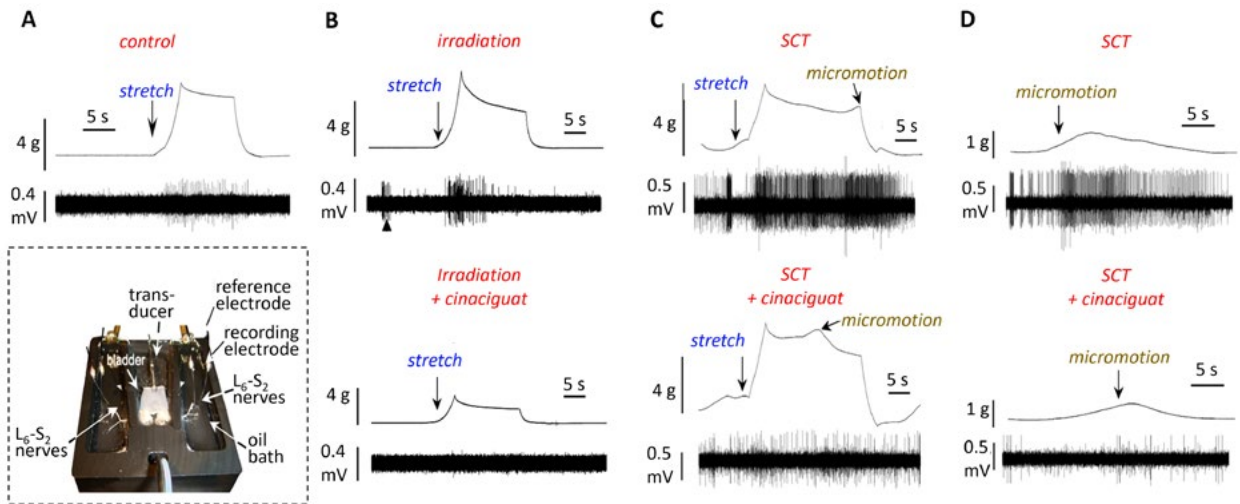 A
control
stretch
5 s
4 g
0.4
mV
trans-
ducer
reference
electrode
recording
electrode
bladder
L₆-S₂
nerves
L₆-S₂
nerves
oil
bath
B
irradiation
stretch
4 g
5 s
0.4
mV
Irradiation
+ cinaciguat
stretch
5 s
4 g
0.4
mV
C
SCT
micromotion
stretch
4 g
5 s
0.5
mV
SCT
+ cinaciguat
micromotion
stretch
4 g
5 s
0.5
mV
D
SCT
micromotion
5 s
1 g
0.5
mV
SCT
+ cinaciguat
micromotion
5 s
1 g
0.5
mV